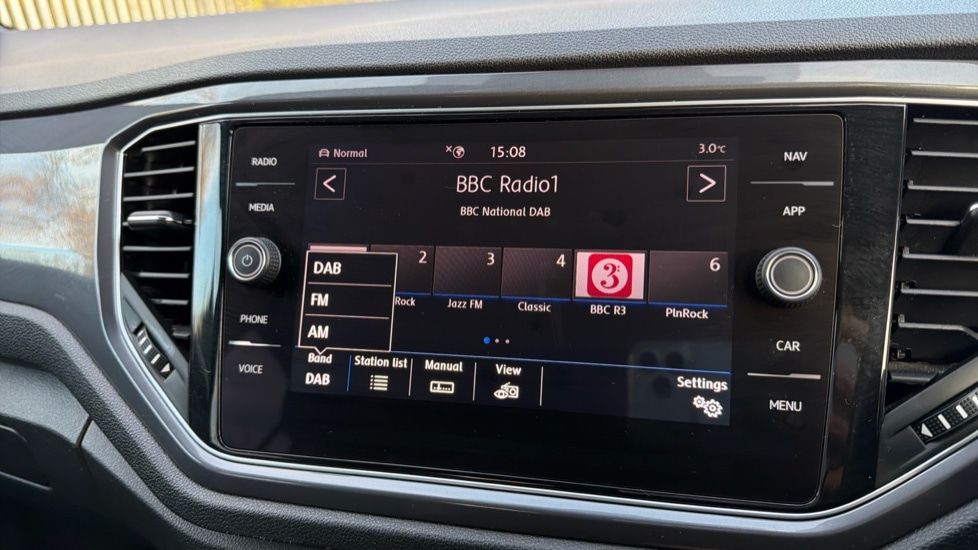 RADIO
MEDIA
PHONE
VOICE
Normal
15:08
3.0°C
<
BBC Radio1
>
BBC National DAB
2
3
4
3:
6
Rock
Jazz FM
Classic
BBC R3
PlnRock
DAB
FM
AM
Band
DAB
Station list
Manual
View
Settings
NAV
APP
CAR
MENU